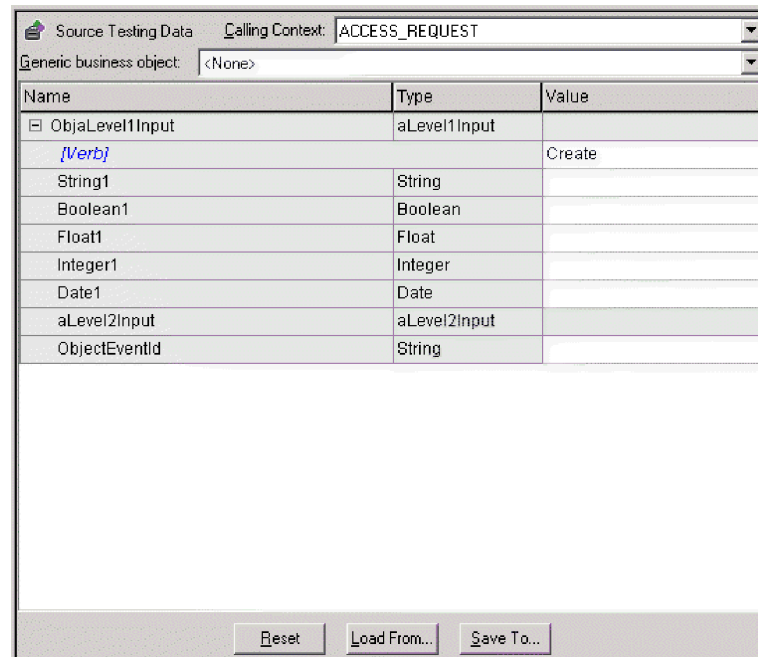 Source Testing Data Calling Context: ACCESS_REQUEST
Generic business object: <None>
Name Type Value
ObjaLevel1Input aLevel1Input
[Verb] Create
String1 String
Boolean1 Boolean
Float1 Float
Integer1 Integer
Date1 Date
aLevel2Input aLevel2Input
ObjectEventId String
Reset Load From... Save To...